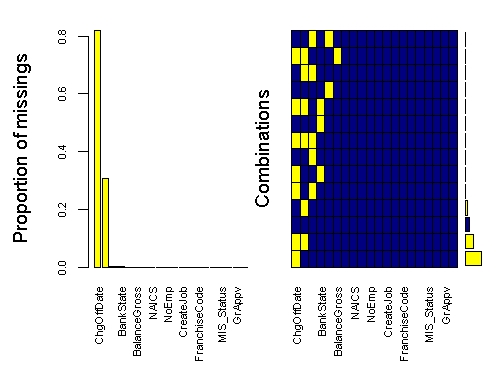 Proportion of missings
0.8
0.6
0.4
0.2
0.0
ChgOffDate
BankState
BalanceGross
NAICS
NoEmp
CreateJob
FranchiseCode
MIS_Status
GrAppv
Combinations
ChgOffDate
BankState
BalanceGross
NAICS
NoEmp
CreateJob
FranchiseCode
MIS_Status
GrAppv